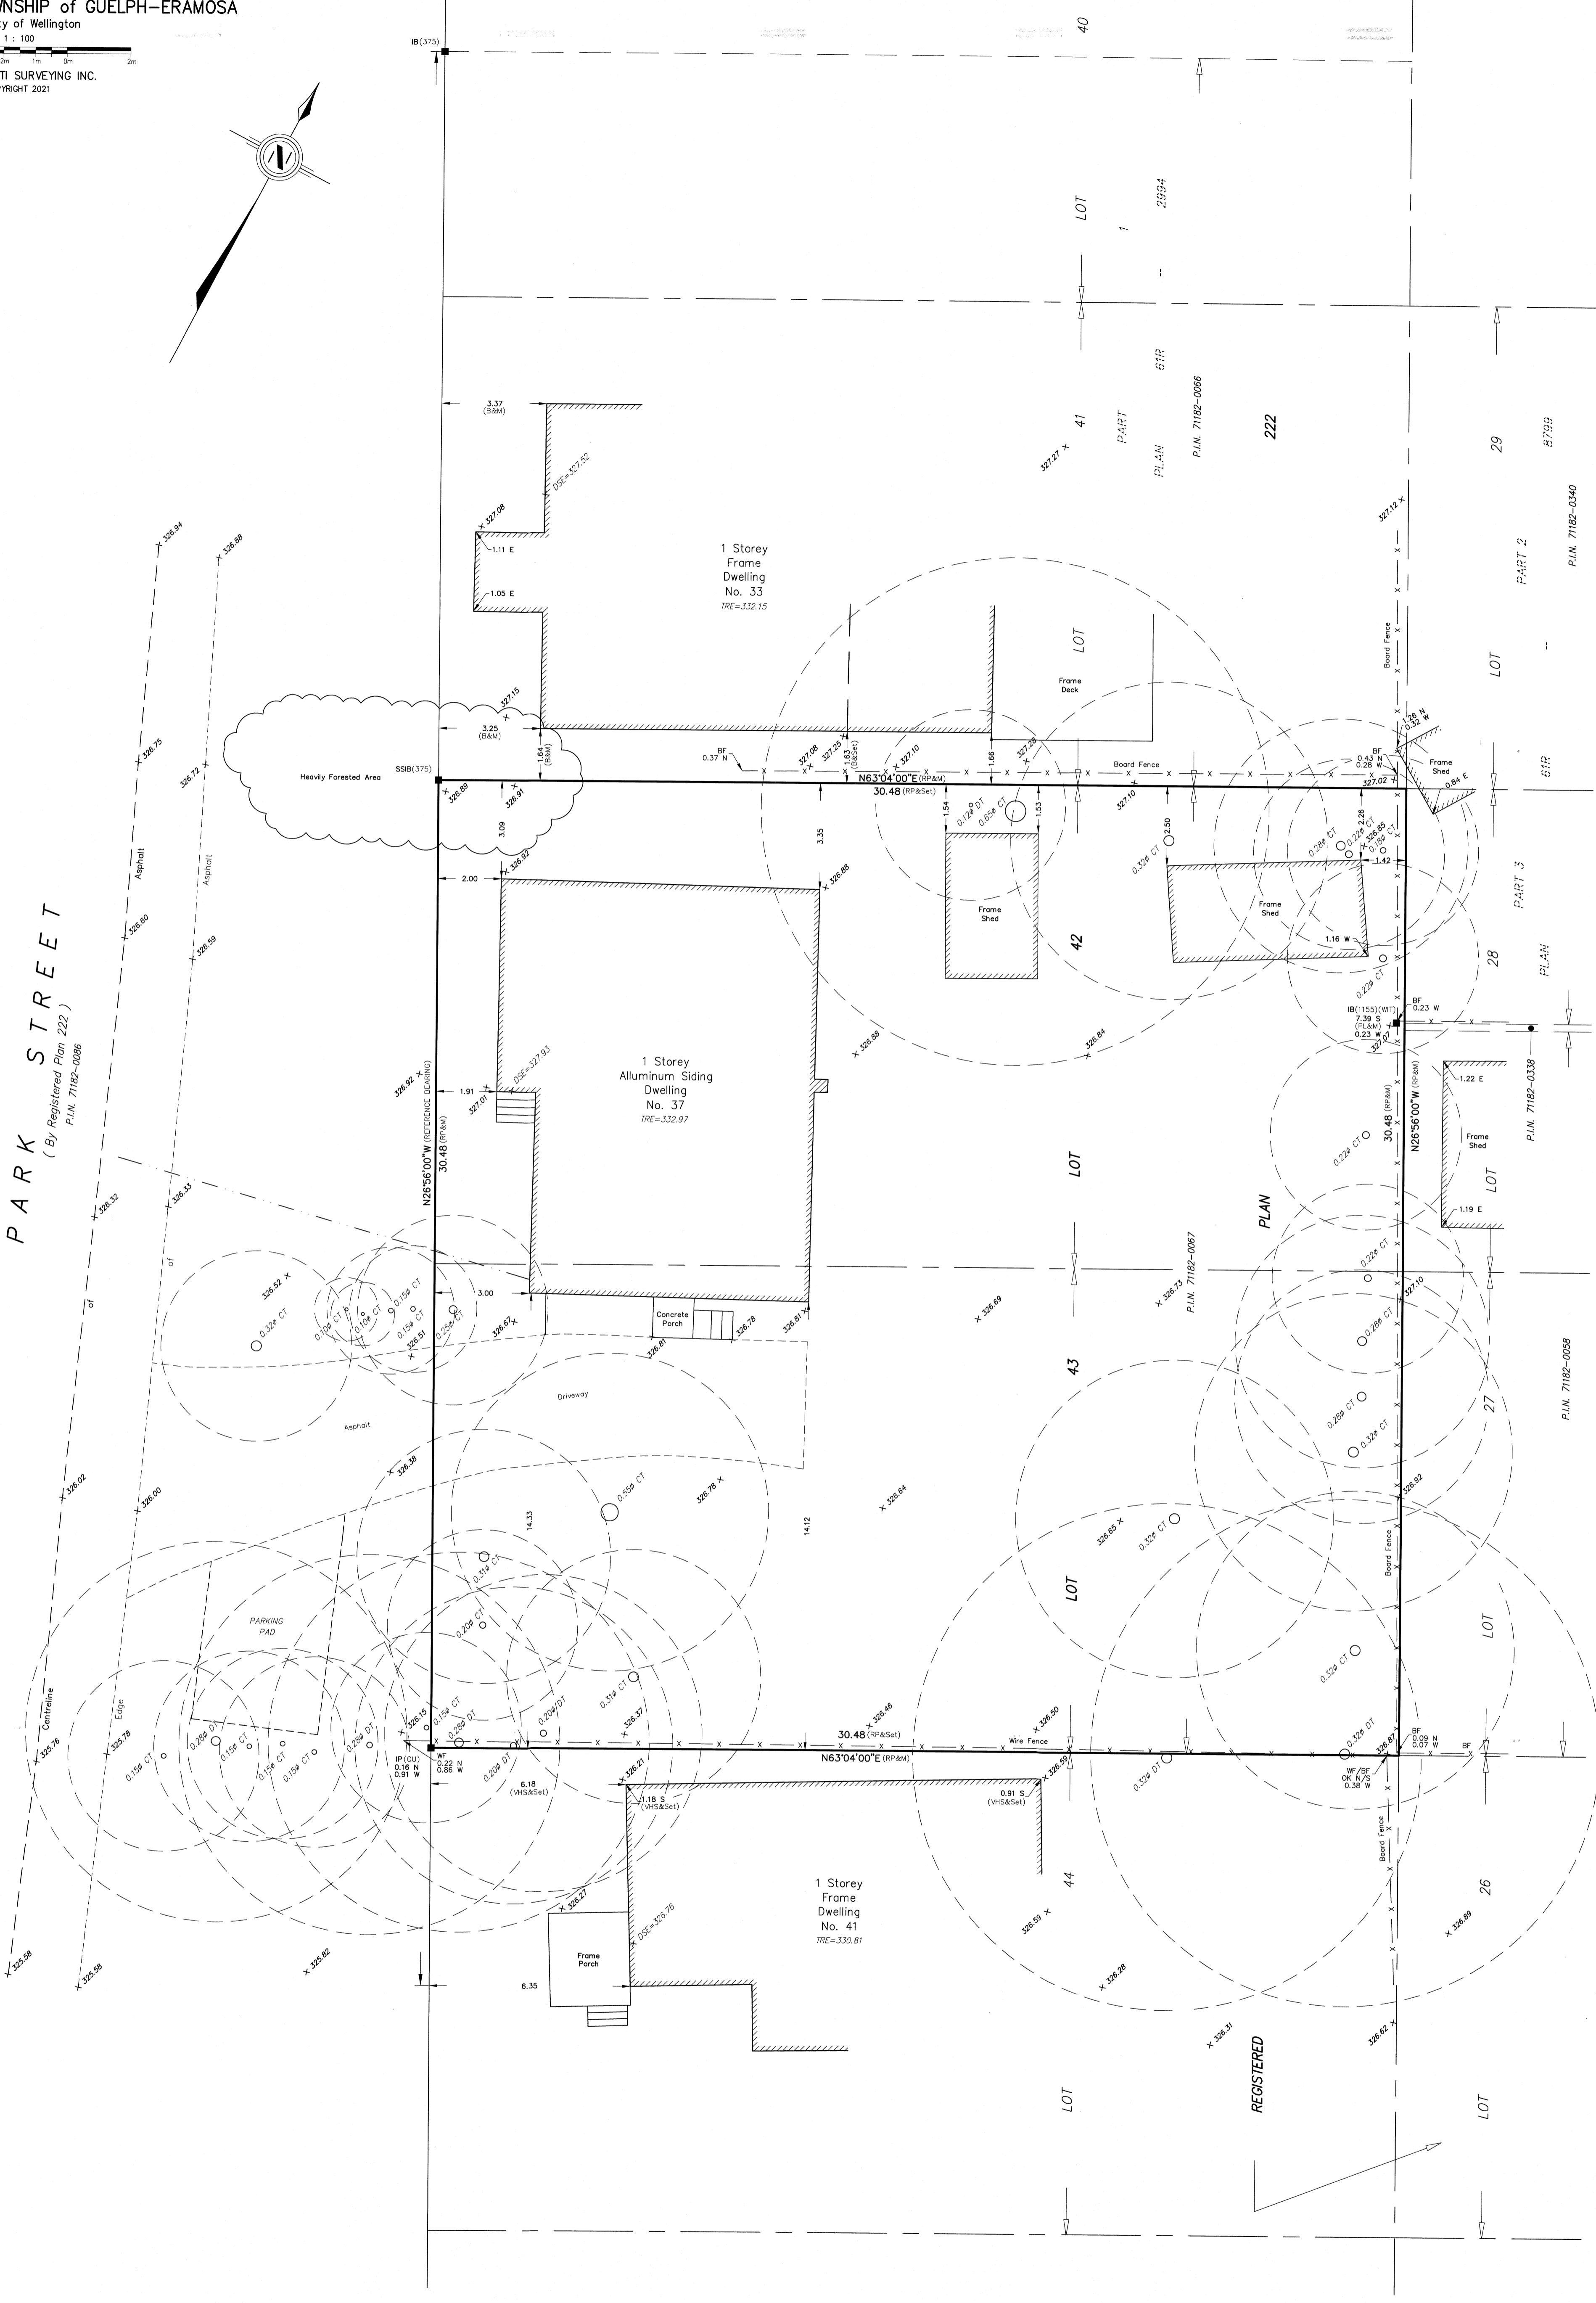 WNSHIP of GUELPH-ERAMOSA
y of Wellington
1 : 100
2m 1m 0m 2m
TI SURVEYING INC.
PYRIGHT 2021
N
IB(375)
40
LOT
1
2994
--
3.37
(B&M)
DSE=327.52
327.08
1.11 E
1.05 E
1 Storey
Frame
Dwelling
No. 33
TRE=332.15
327.27
41
PART
PLAN
61R
P.I.N. 71182-0066
222
327.12
29
8799
P.I.N. 71182-0340
PART 2
LOT
--
61R
Board Fence
326.94
326.88
326.75
326.72
Asphalt
Asphalt
327.15
3.25
(B&M)
1.64
(B&M)
SSIB(375)
Heavily Forested Area
326.89
326.91
BF
0.37 N
327.08
327.25
1.63
(B&Set)
327.10
1.66
327.28
LOT
Frame
Deck
Board Fence
N63°04'00"E (RP&M)
30.48 (RP&Set)
327.10
BF
0.43 N
0.28 W
327.02
1.26 N
0.32 W
Frame
Shed
0.84 E
3.09
3.35
1.54
0.12ø DT
0.65ø CT
1.53
2.50
0.32ø CT
2.26
0.28ø CT
0.22ø CT
326.85
0.18ø CT
1.42
326.92
2.00
326.88
Frame
Shed
Frame
Shed
1.16 W
0.22ø CT
42
PART 3
28
PLAN
326.60
326.59
PARK STREET
( By Registered Plan 222 )
P.I.N. 71182-0086
IB(1155)(WIT)
7.39 S
(PL&M)
0.23 W
327.07
BF
0.23 W
326.88
326.84
1 Storey
Alluminum Siding
Dwelling
No. 37
TRE=332.97
DSE=327.93
326.92
1.91
327.01
N26°56'00"W (REFERENCE BEARING)
30.48 (RP&M)
30.48 (RP&M)
N26°56'00"W (RP&M)
1.22 E
Frame
Shed
1.19 E
LOT
P.I.N. 71182-0338
0.22ø CT
LOT
PLAN
P.I.N. 71182-0067
326.32
326.33
of
of
326.52
0.32ø CT
0.10ø CT
0.10ø CT
0.15ø CT
0.15ø CT
326.51
0.25ø CT
3.00
326.67
Concrete
Porch
326.81
326.78
326.81
326.69
326.73
0.22ø CT
327.10
0.28ø CT
43
0.28ø CT
27
P.I.N. 71182-0058
Driveway
Asphalt
326.38
0.32ø CT
326.02
326.00
14.33
0.55ø CT
326.78
14.12
326.64
326.65
0.32ø CT
326.92
Board Fence
0.31ø CT
LOT
LOT
PARKING
PAD
0.20ø CT
0.31ø CT
0.32ø CT
Centreline
Edge
325.76
325.78
0.15ø CT
0.28ø DT
0.15ø CT
0.15ø CT
0.15ø CT
0.28ø DT
326.15
0.15ø CT
0.28ø DT
0.20ø DT
0.20ø DT
326.37
IP(OU)
0.16 N
0.91 W
WF
0.22 N
0.86 W
30.48 (RP&Set)
326.46
N63°04'00"E (RP&M)
Wire Fence
326.50
0.32ø DT
0.32ø DT
326.87
BF
0.09 N
0.07 W
BF
WF/BF
OK N/S
0.38 W
6.18
(VHS&Set)
326.21
1.18 S
(VHS&Set)
0.91 S
(VHS&Set)
326.59
Board Fence
1 Storey
Frame
Dwelling
No. 41
TRE=330.81
44
26
326.27
DSE=326.76
Frame
Porch
6.35
325.58
325.58
325.82
326.59
326.89
326.28
326.31
326.62
REGISTERED
LOT
LOT